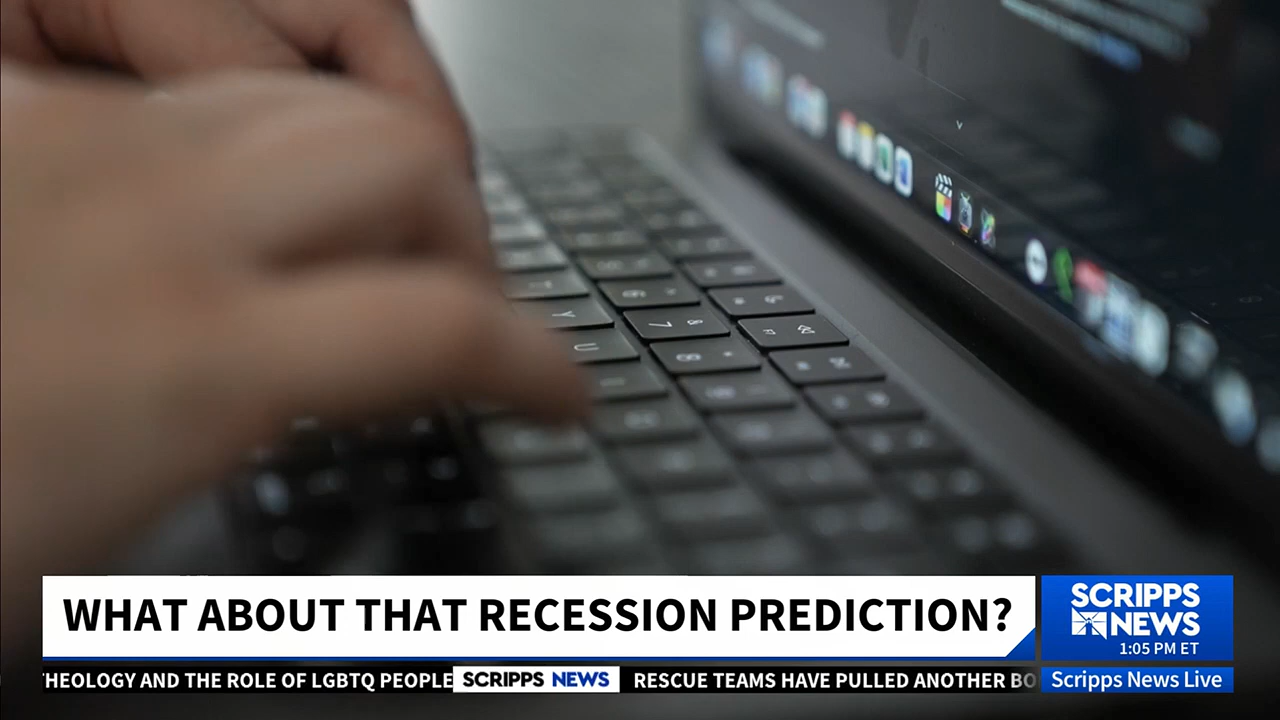 Y
U
7 &
WHAT ABOUT THAT RECESSION PREDICTION?
SCRIPPS
NEWS
1:05 PM ET
HEOLOGY AND THE ROLE OF LGBTQ PEOPLE SCRIPPS NEWS RESCUE TEAMS HAVE PULLED ANOTHER BO
Scripps News Live